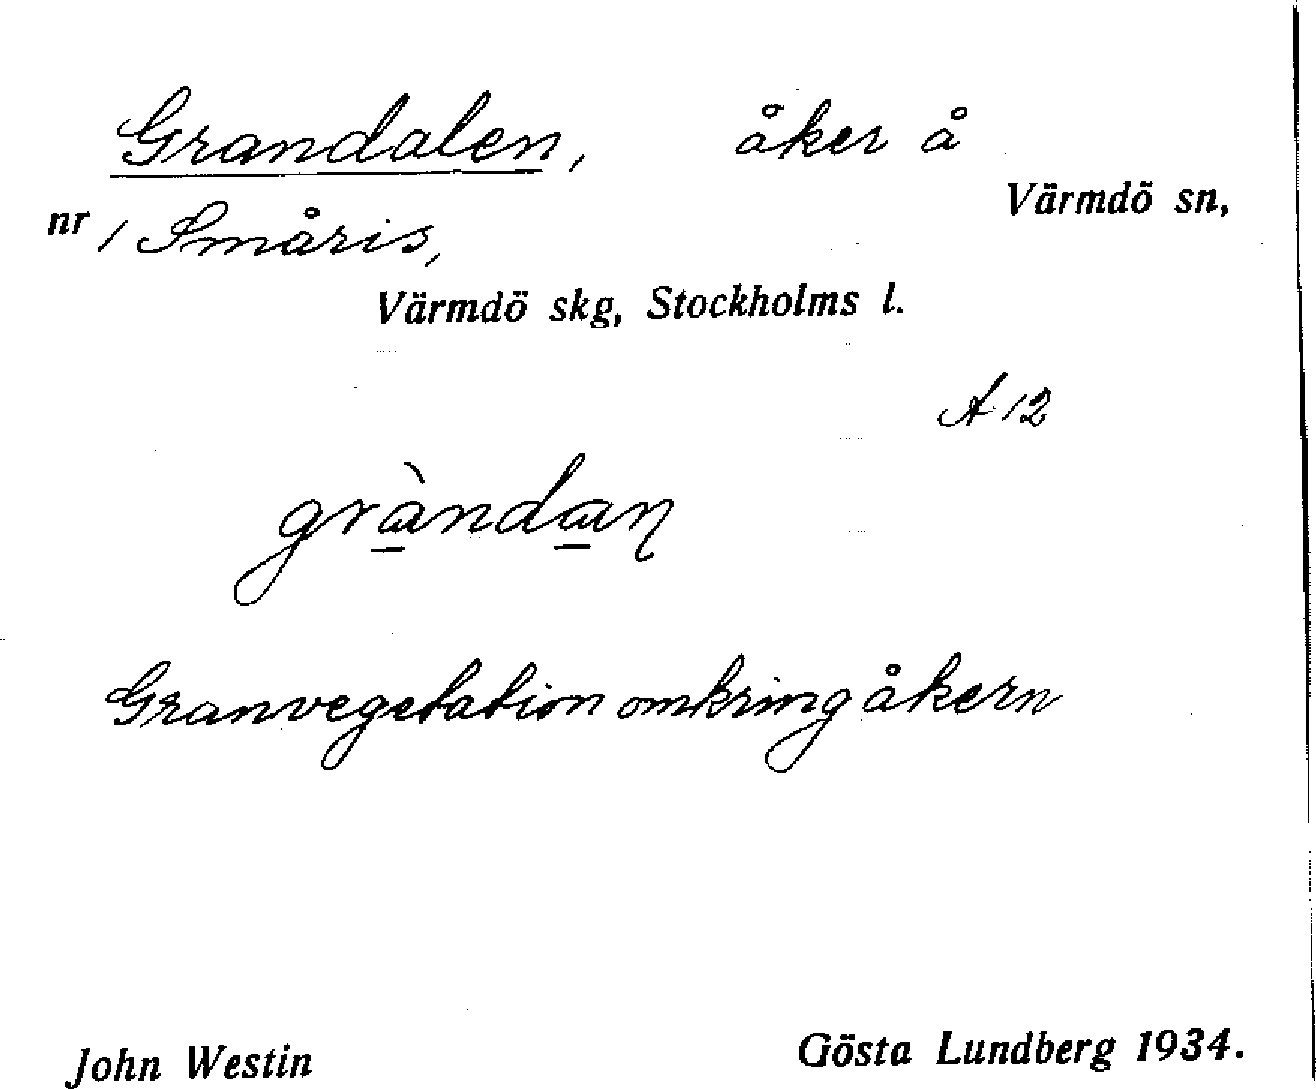 Grandalen, åker å
Värmdö sn,
nr 1 Småris,
Värmdö skg, Stockholms l.
A 12
gràndaη
Granvegetation omkring åkern
John Westin Gösta Lundberg 1934.